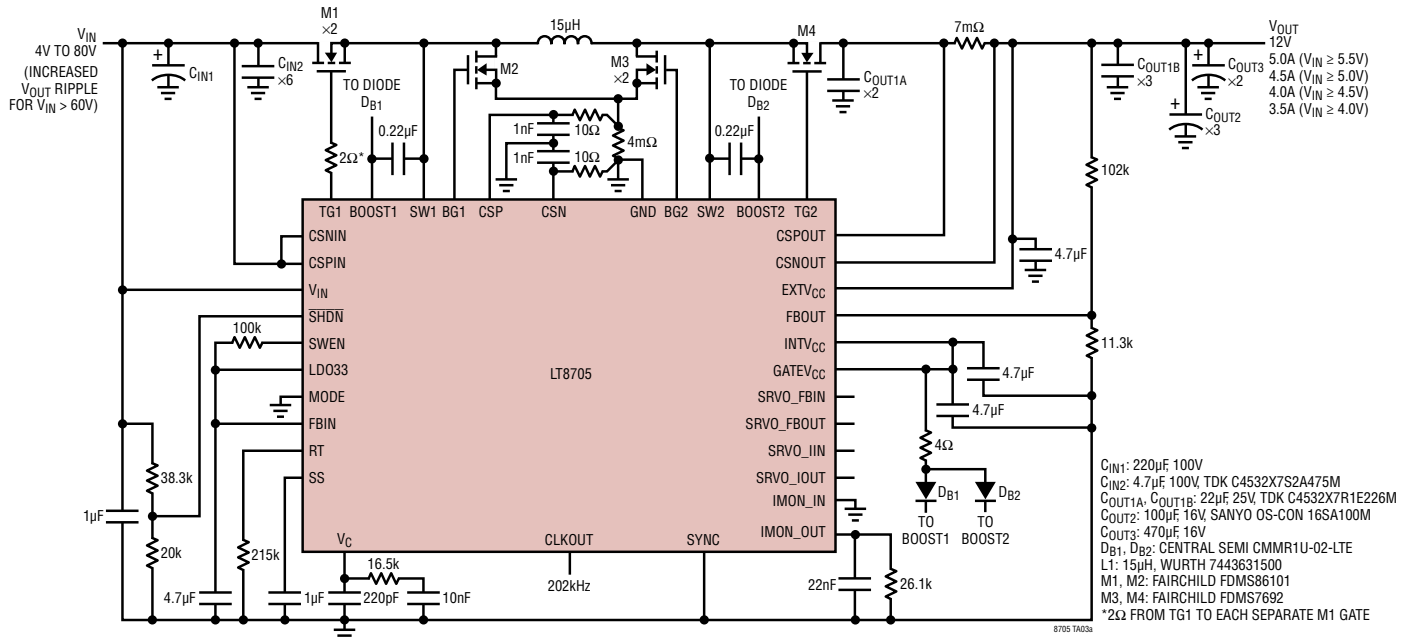 V_IN
4V TO 80V
(INCREASED
V_OUT RIPPLE
FOR V_IN > 60V)
+
C_IN1
C_IN2
×6
M1
×2
TO DIODE
D_B1
0.22µF
2Ω*
15µH
M2
M3
×2
1nF
10Ω
1nF
10Ω
4mΩ
TO DIODE
D_B2
0.22µF
M4
C_OUT1A
×2
7mΩ
V_OUT
12V
5.0A (V_IN ≥ 5.5V)
4.5A (V_IN ≥ 5.0V)
4.0A (V_IN ≥ 4.5V)
3.5A (V_IN ≥ 4.0V)
C_OUT1B
×3
+
C_OUT3
×2
+
C_OUT2
×3
102k
4.7µF
11.3k
TG1 BOOST1 SW1 BG1 CSP CSN GND BG2 SW2 BOOST2 TG2
CSNIN
CSPIN
V_IN
SHDN
SWEN
LDO33
MODE
FBIN
RT
SS
LT8705
CSPOUT
CSNOUT
EXTV_CC
FBOUT
INTV_CC
GATEV_CC
SRVO_FBIN
SRVO_FBOUT
SRVO_IIN
SRVO_IOUT
IMON_IN
IMON_OUT
V_C CLKOUT SYNC
100k
38.3k
1µF
20k
215k
4.7µF
1µF
16.5k
220pF
10nF
202kHz
4.7µF
4.7µF
4Ω
D_B1
D_B2
TO
BOOST1
TO
BOOST2
22nF
26.1k
C_IN1: 220µF, 100V
C_IN2: 4.7µF, 100V, TDK C4532X7S2A475M
C_OUT1A, C_OUT1B: 22µF, 25V, TDK C4532X7R1E226M
C_OUT2: 100µF, 16V, SANYO OS-CON 16SA100M
C_OUT3: 470µF, 16V
D_B1, D_B2: CENTRAL SEMI CMMR1U-02-LTE
L1: 15µH, WURTH 7443631500
M1, M2: FAIRCHILD FDMS86101
M3, M4: FAIRCHILD FDMS7692
*2Ω FROM TG1 TO EACH SEPARATE M1 GATE
8705 TA03a